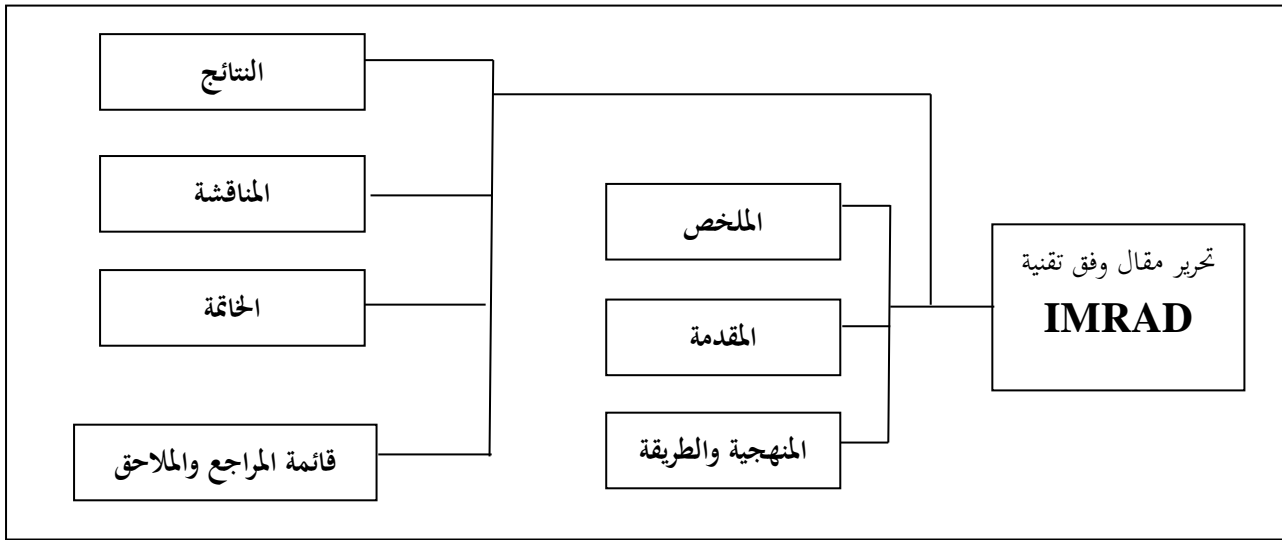 تحرير مقال وفق تقنية
IMRAD
الملخص
المقدمة
المنهجية والطريقة
النتائج
المناقشة
الخاتمة
قائمة المراجع والملاحق